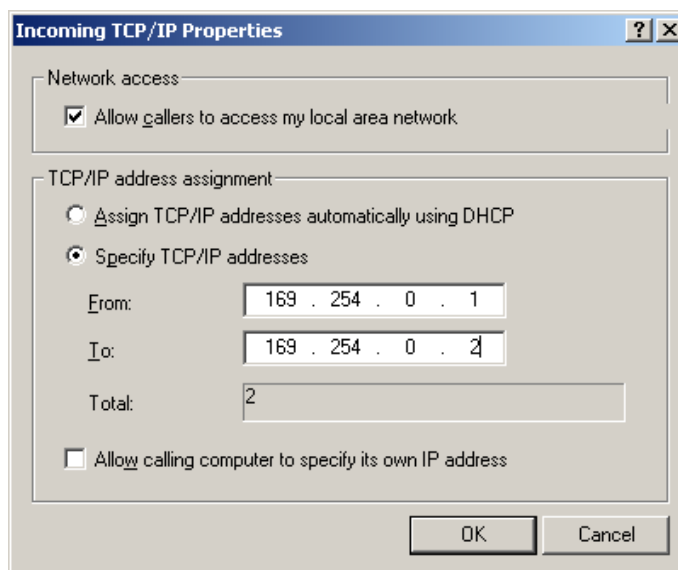 Incoming TCP/IP Properties
Network access
Allow callers to access my local area network
TCP/IP address assignment
Assign TCP/IP addresses automatically using DHCP
Specify TCP/IP addresses
From: 169 . 254 . 0 . 1
To: 169 . 254 . 0 . 2
Total: 2
Allow calling computer to specify its own IP address
OK Cancel